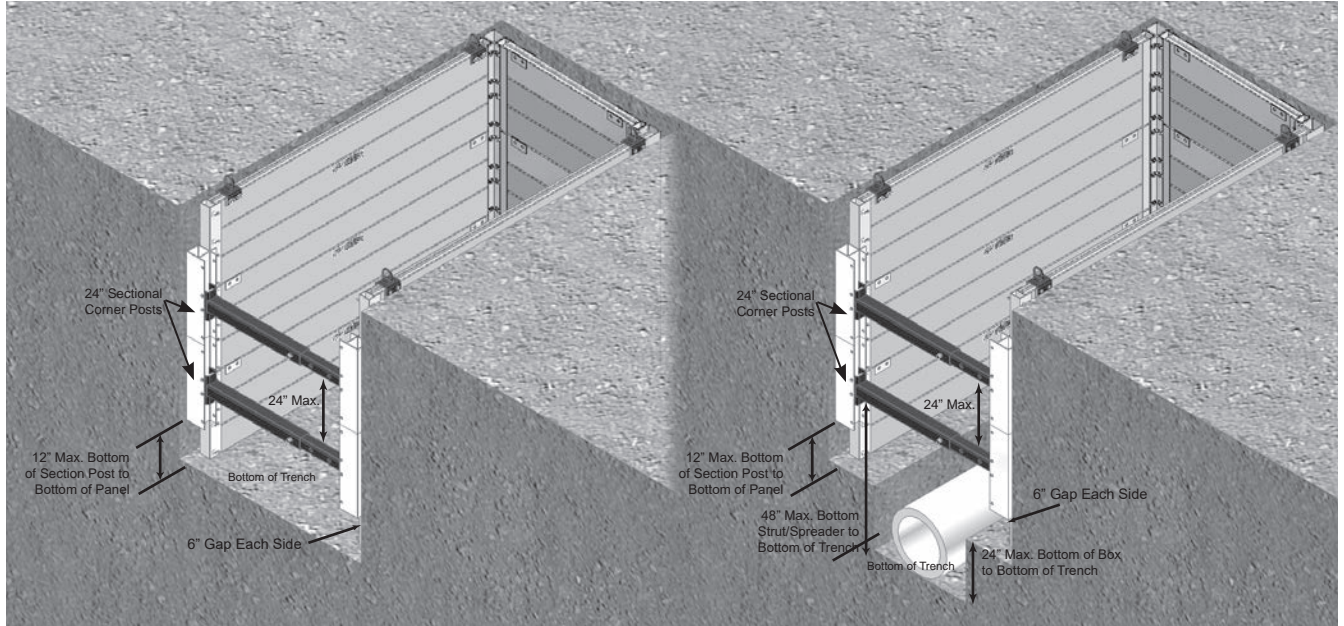 24” Sectional
Corner Posts
24” Max.
12” Max. Bottom
of Section Post to
Bottom of Panel
Bottom of Trench
6” Gap Each Side
24” Sectional
Corner Posts
24” Max.
12” Max. Bottom
of Section Post to
Bottom of Panel
6” Gap Each Side
48” Max. Bottom
Strut/Spreader to
Bottom of Trench
Bottom of Trench
24” Max. Bottom of Box
to Bottom of Trench